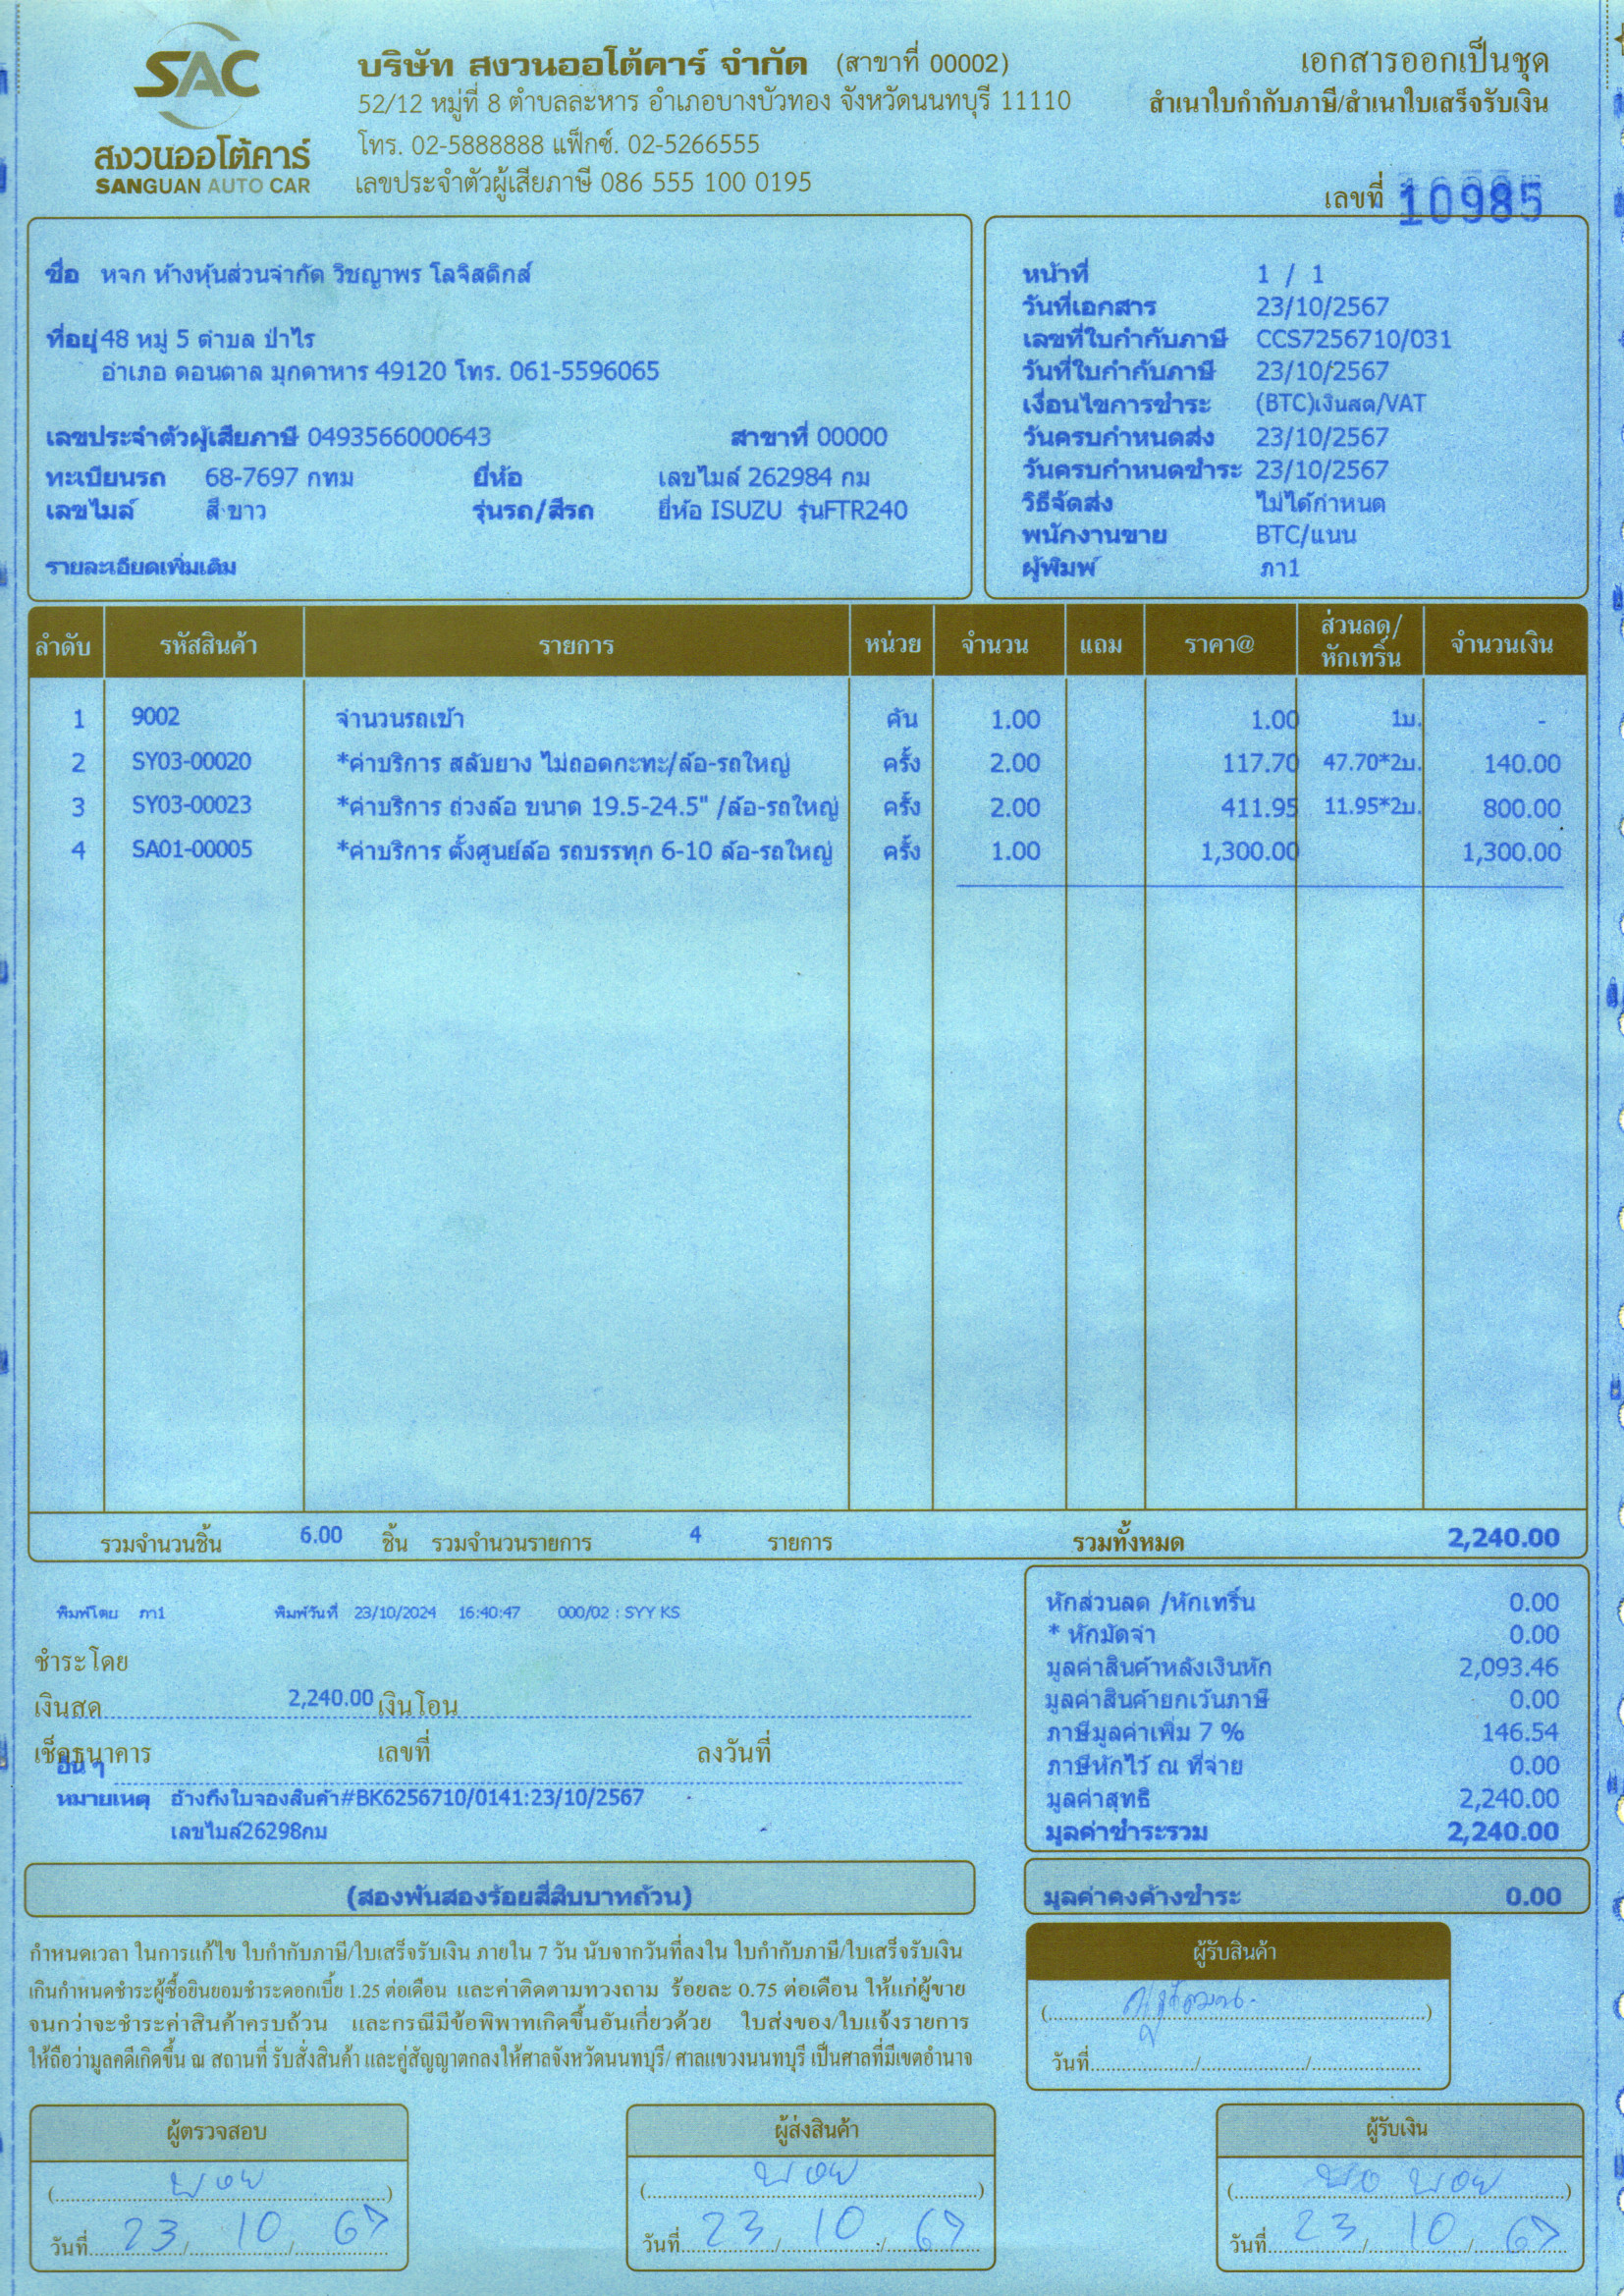 SAC
สงวนออโต้คาร์
SANGUAN AUTO CAR
บริษัท สงวนออโต้คาร์ จำกัด (สาขาที่ 00002)
52/12 หมู่ที่ 8 ตำบลละหาร อำเภอบางบัวทอง จังหวัดนนทบุรี 11110
โทร. 02-5888888 แฟ็กซ์. 02-5266555
เลขประจำตัวผู้เสียภาษี 086 555 100 0195
เอกสารออกเป็นชุด
สำเนาใบกำกับภาษี/สำเนาใบเสร็จรับเงิน
เลขที่ 10985
ชื่อ หจก ห้างหุ้นส่วนจำกัด วิชญาพร โลจิสติกส์
ที่อยู่ 48 หมู่ 5 ตำบล ป่าไร
อำเภอ ดอนตาล มุกดาหาร 49120 โทร. 061-5596065
เลขประจำตัวผู้เสียภาษี 0493566000643 สาขาที่ 00000
ทะเบียนรถ 68-7697 กทม ยี่ห้อ เลขไมล์ 262984 กม
เลขไมล์ สี ขาว รุ่นรถ/สีรถ ยี่ห้อ ISUZU รุ่นFTR240
รายละเอียดเพิ่มเติม
หน้าที่ 1 / 1
วันที่เอกสาร 23/10/2567
เลขที่ใบกำกับภาษี CCS7256710/031
วันที่ใบกำกับภาษี 23/10/2567
เงื่อนไขการชำระ (BTC)เงินสด/VAT
วันครบกำหนดส่ง 23/10/2567
วันครบกำหนดชำระ 23/10/2567
วิธีจัดส่ง ไม่ได้กำหนด
พนักงานขาย BTC/แนน
ผู้พิมพ์ ภา1
ลำดับ รหัสสินค้า รายการ หน่วย จำนวน แถม ราคา@ ส่วนลด/หักเทริ์น จำนวนเงิน
1 9002 จำนวนรถเข้า คัน 1.00 1.00 1บ. -
2 SY03-00020 *ค่าบริการ สลับยาง ไม่ถอดกะทะ/ล้อ-รถใหญ่ ครั้ง 2.00 117.70 47.70*2บ. 140.00
3 SY03-00023 *ค่าบริการ ถ่วงล้อ ขนาด 19.5-24.5" /ล้อ-รถใหญ่ ครั้ง 2.00 411.95 11.95*2บ. 800.00
4 SA01-00005 *ค่าบริการ ตั้งศูนย์ล้อ รถบรรทุก 6-10 ล้อ-รถใหญ่ ครั้ง 1.00 1,300.00 1,300.00
รวมจำนวนชิ้น 6.00 ชิ้น รวมจำนวนรายการ 4 รายการ รวมทั้งหมด 2,240.00
พิมพ์โดย ภา1 พิมพ์วันที่ 23/10/2024 16:40:47 000/02 : SYY KS
ชำระโดย
เงินสด 2,240.00 เงินโอน
เช็คธนาคาร เลขที่ ลงวันที่
อื่น ๆ
หมายเหตุ อ้างถึงใบจองสินค้า#BK6256710/0141:23/10/2567
เลขไมล์26298กม
หักส่วนลด /หักเทริ์น 0.00
* หักมัดจำ 0.00
มูลค่าสินค้าหลังเงินหัก 2,093.46
มูลค่าสินค้ายกเว้นภาษี 0.00
ภาษีมูลค่าเพิ่ม 7 % 146.54
ภาษีหักไว้ ณ ที่จ่าย 0.00
มูลค่าสุทธิ 2,240.00
มูลค่าชำระรวม 2,240.00
(สองพันสองร้อยสี่สิบบาทถ้วน)
มูลค่าคงค้างชำระ 0.00
กำหนดเวลา ในการแก้ไข ใบกำกับภาษี/ใบเสร็จรับเงิน ภายใน 7 วัน นับจากวันที่ลงใน ใบกำกับภาษี/ใบเสร็จรับเงิน
เกินกำหนดชำระผู้ซื้อยินยอมชำระดอกเบี้ย 1.25 ต่อเดือน และค่าติดตามทวงถาม ร้อยละ 0.75 ต่อเดือน ให้แก่ผู้ขาย
จนกว่าจะชำระค่าสินค้าครบถ้วน และกรณีมีข้อพิพาทเกิดขึ้นอันเกี่ยวด้วย ใบส่งของ/ใบแจ้งรายการ
ให้ถือว่ามูลคดีเกิดขึ้น ณ สถานที่ รับสั่งสินค้า และคู่สัญญาตกลงให้ศาลจังหวัดนนทบุรี/ ศาลแขวงนนทบุรี เป็นศาลที่มีเขตอำนาจ
ผู้รับสินค้า
วันที่
ผู้ตรวจสอบ
วันที่ 23/10/67
ผู้ส่งสินค้า
วันที่ 23/10/67
ผู้รับเงิน
วันที่ 23/10/67